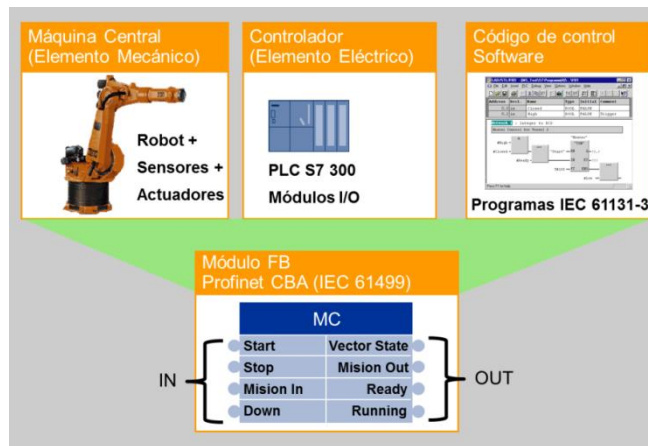 Máquina Central
(Elemento Mecánico)
Robot +
Sensores +
Actuadores
Controlador
(Elemento Eléctrico)
PLC S7 300
Módulos I/O
Código de control
Software
Programas IEC 61131-3
Módulo FB
Profinet CBA (IEC 61499)
MC
Start Vector State
Stop Mision Out
Mision In Ready
Down Running
IN
OUT